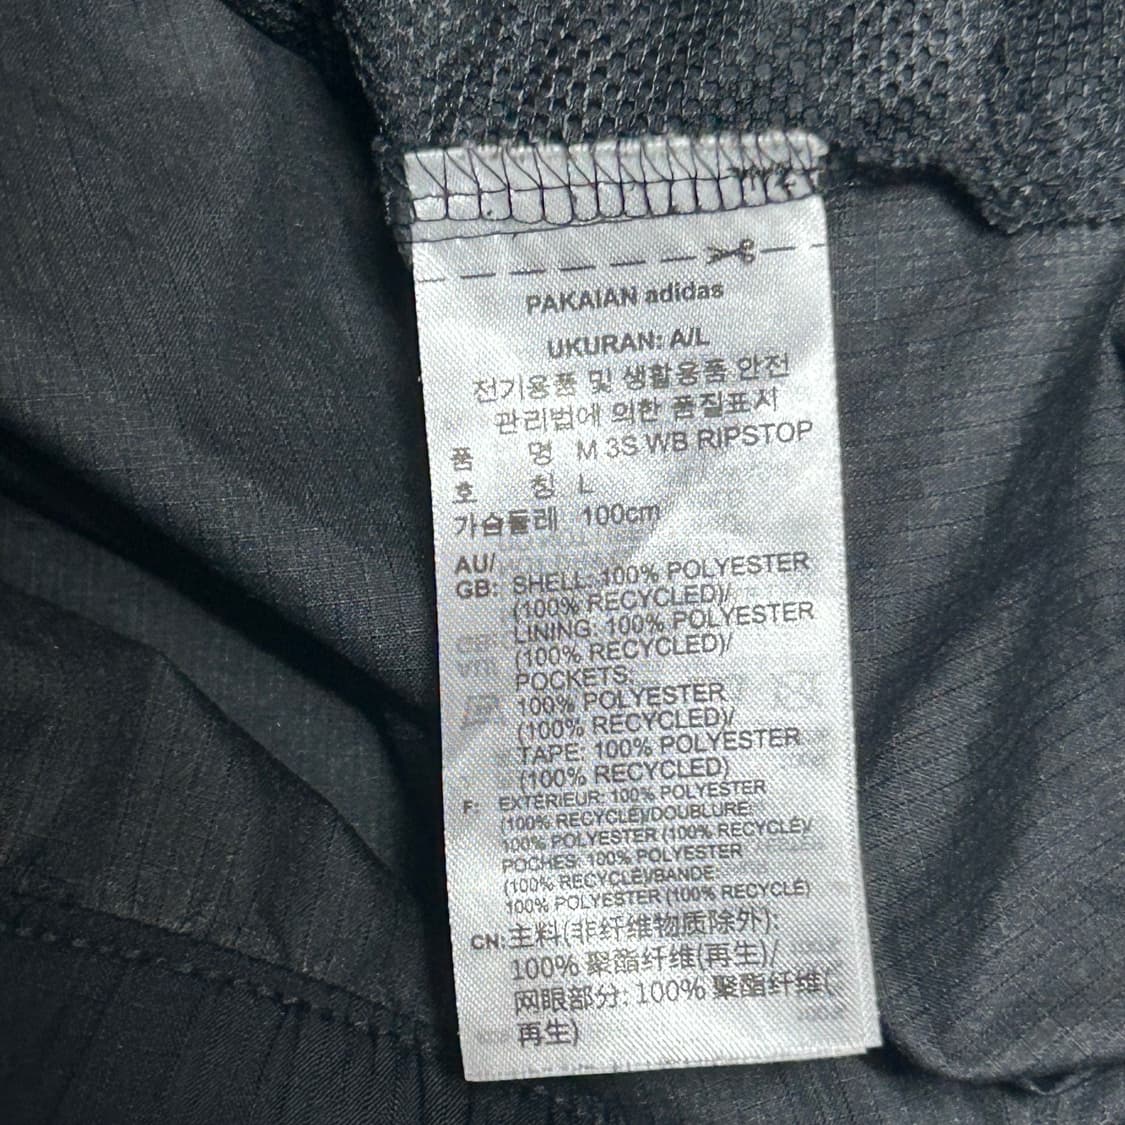 PAKAIAN adidas
UKURAN: A/L
전기용품 및 생활용품 안전
관리법에 의한 품질표시
품 명 M 3S WB RIPSTOP
호 칭 L
가슴둘레 100cm
AU/
GB: SHELL: 100% POLYESTER
(100% RECYCLED)/
LINING: 100% POLYESTER
(100% RECYCLED)/
POCKETS:
100% POLYESTER
(100% RECYCLED)/
TAPE: 100% POLYESTER
(100% RECYCLED)
F: EXTÉRIEUR: 100% POLYESTER
(100% RECYCLÉ)/DOUBLURE:
100% POLYESTER (100% RECYCLÉ)/
POCHES: 100% POLYESTER
(100% RECYCLÉ)/BANDE:
100% POLYESTER (100% RECYCLÉ)
CN: 主料(非纤维物质除外):
100% 聚酯纤维(再生)/
网眼部分: 100% 聚酯纤维(
再生)